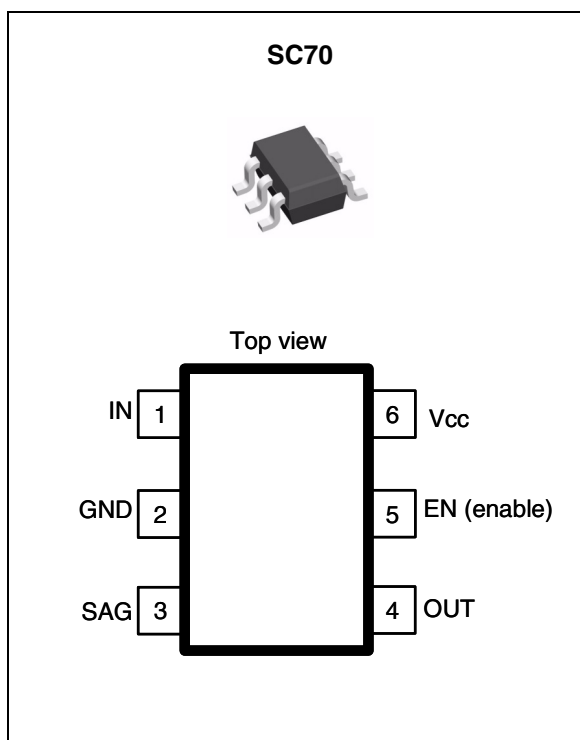 SC70
Top view
IN 1 6 Vcc
GND 2 5 EN (enable)
SAG 3 4 OUT